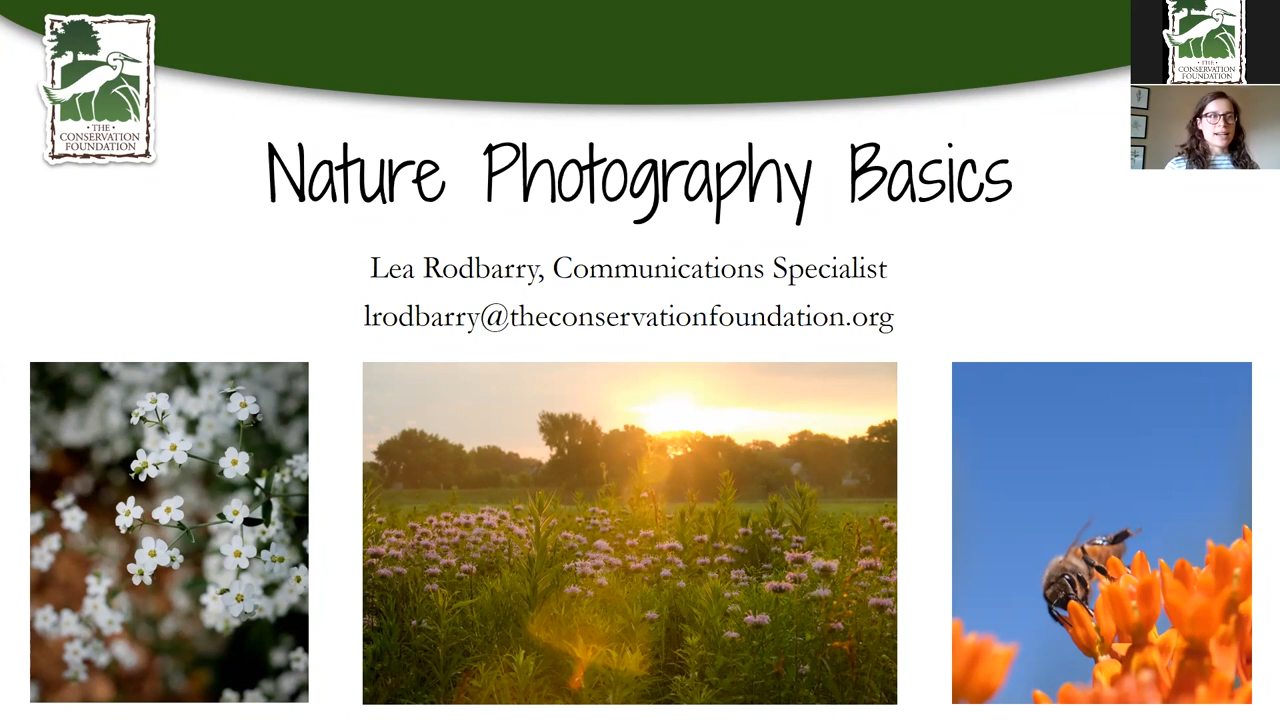 • THE •
CONSERVATION
FOUNDATION
• THE •
CONSERVATION
FOUNDATION
Nature Photography Basics
Lea Rodbarry, Communications Specialist
lrodbarry@theconservationfoundation.org